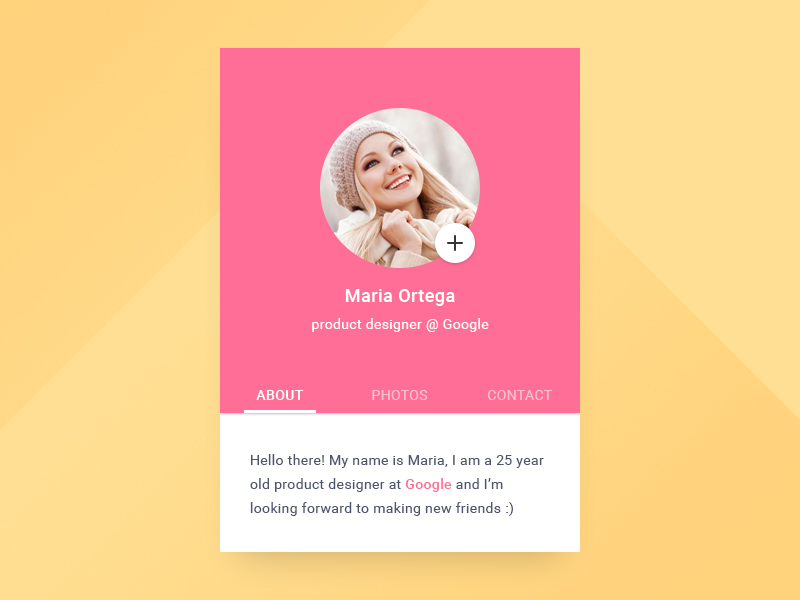 Maria Ortega
product designer @ Google
ABOUT PHOTOS CONTACT
Hello there! My name is Maria, I am a 25 year
old product designer at Google and I’m
looking forward to making new friends :)